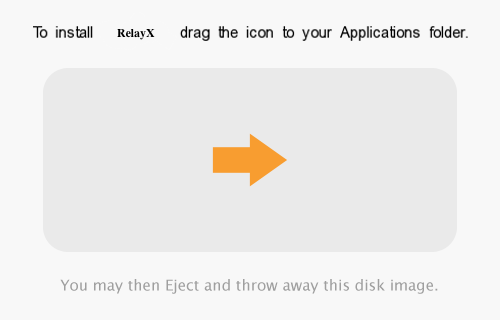 To install RelayX drag the icon to your Applications folder.
You may then Eject and throw away this disk image.